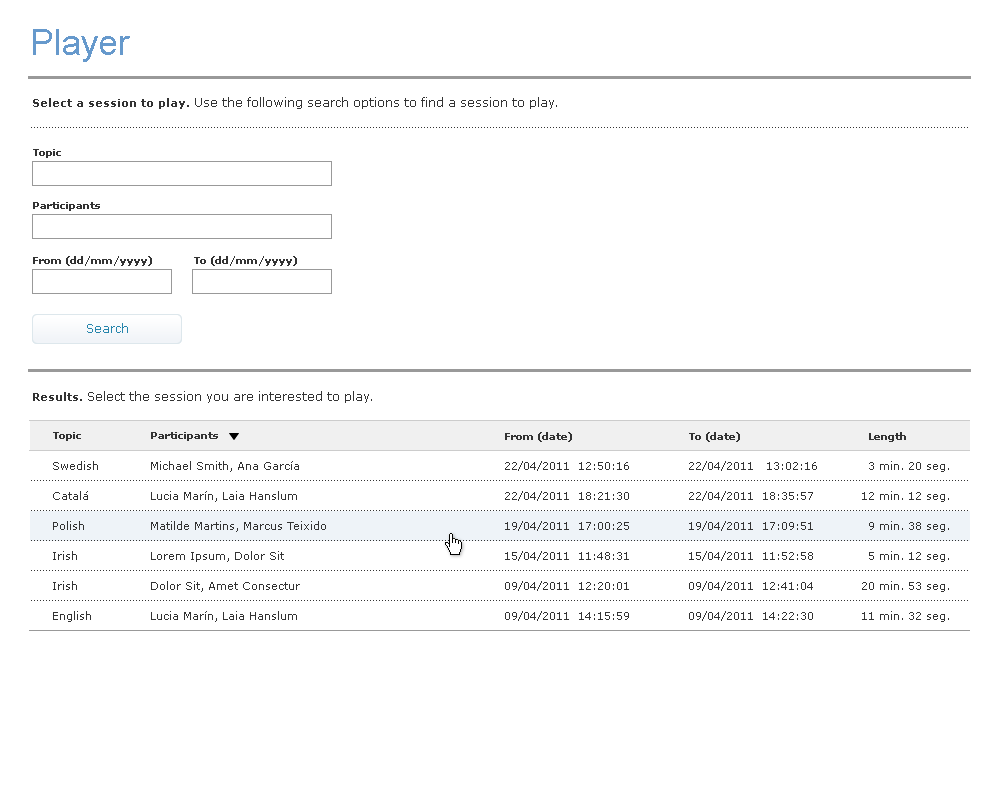 Player
Select a session to play. Use the following search options to find a session to play.
Topic
Participants
From (dd/mm/yyyy) To (dd/mm/yyyy)
Search
Results. Select the session you are interested to play.
Topic Participants From (date) To (date) Length
Swedish Michael Smith, Ana García 22/04/2011 12:50:16 22/04/2011 13:02:16 3 min. 20 seg.
Catalá Lucia Marín, Laia Hanslum 22/04/2011 18:21:30 22/04/2011 18:35:57 12 min. 12 seg.
Polish Matilde Martins, Marcus Teixido 19/04/2011 17:00:25 19/04/2011 17:09:51 9 min. 38 seg.
Irish Lorem Ipsum, Dolor Sit 15/04/2011 11:48:31 15/04/2011 11:52:58 5 min. 12 seg.
Irish Dolor Sit, Amet Consectur 09/04/2011 12:20:01 09/04/2011 12:41:04 20 min. 53 seg.
English Lucia Marín, Laia Hanslum 09/04/2011 14:15:59 09/04/2011 14:22:30 11 min. 32 seg.